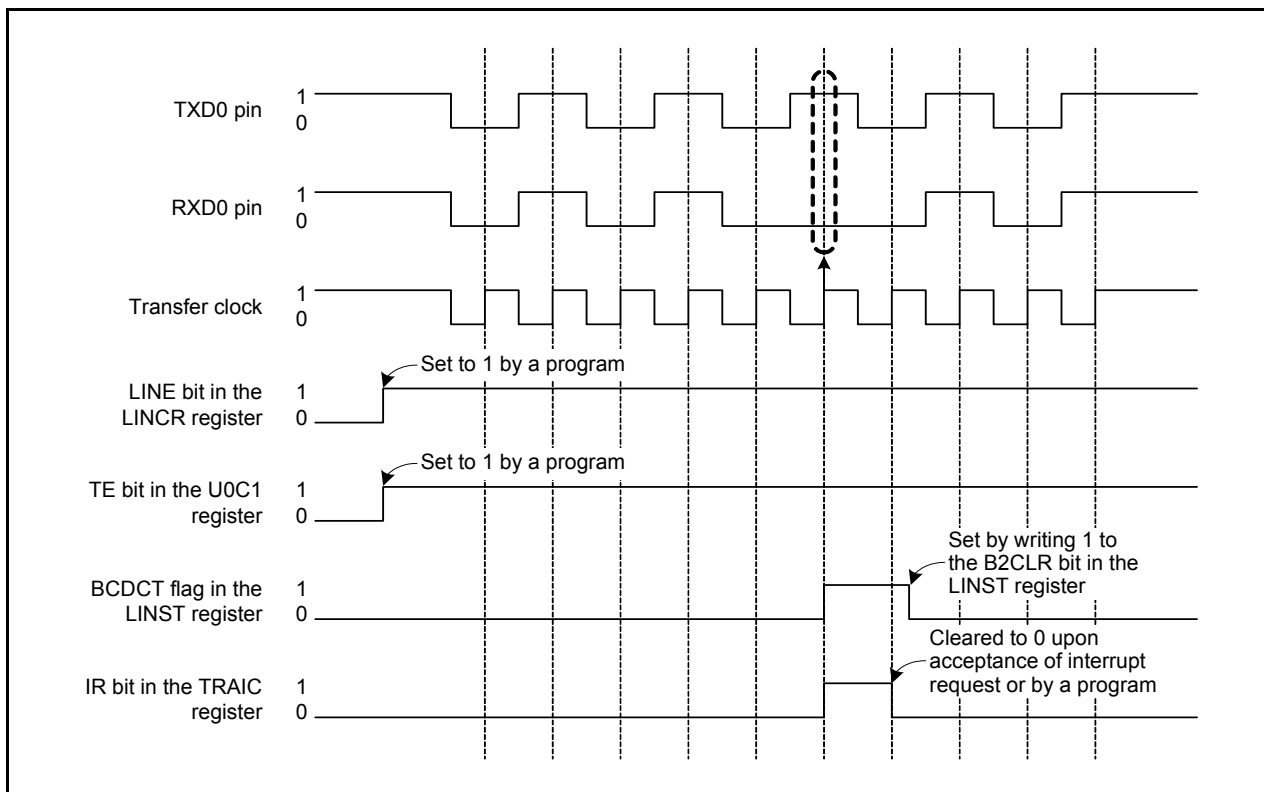 TXD0 pin
1
0
RXD0 pin
1
0
Transfer clock
1
0
Set to 1 by a program
LINE bit in the
LINCR register
1
0
Set to 1 by a program
TE bit in the U0C1
register
1
0
Set by writing 1 to
the B2CLR bit in the
LINST register
BCDCT flag in the
LINST register
1
0
Cleared to 0 upon
acceptance of interrupt
request or by a program
IR bit in the TRAIC
register
1
0